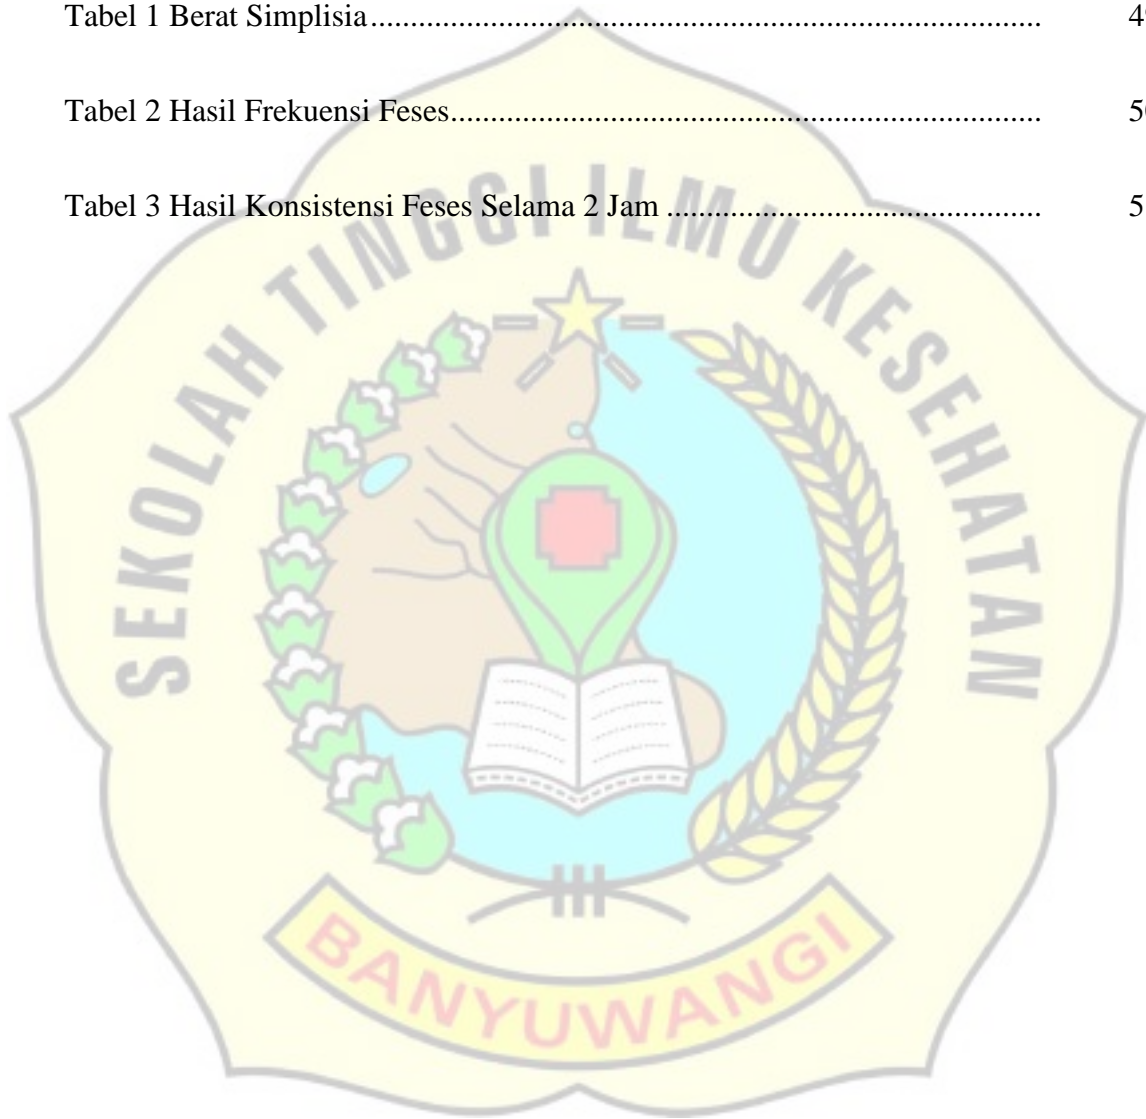 Tabel 1 Berat Simplisia.................................................................................... 4
Tabel 2 Hasil Frekuensi Feses.......................................................................... 5
Tabel 3 Hasil Konsistensi Feses Selama 2 Jam ............................................... 5
SEKOLAH TINGGI ILMU KESEHATAN
BANYUWANGI